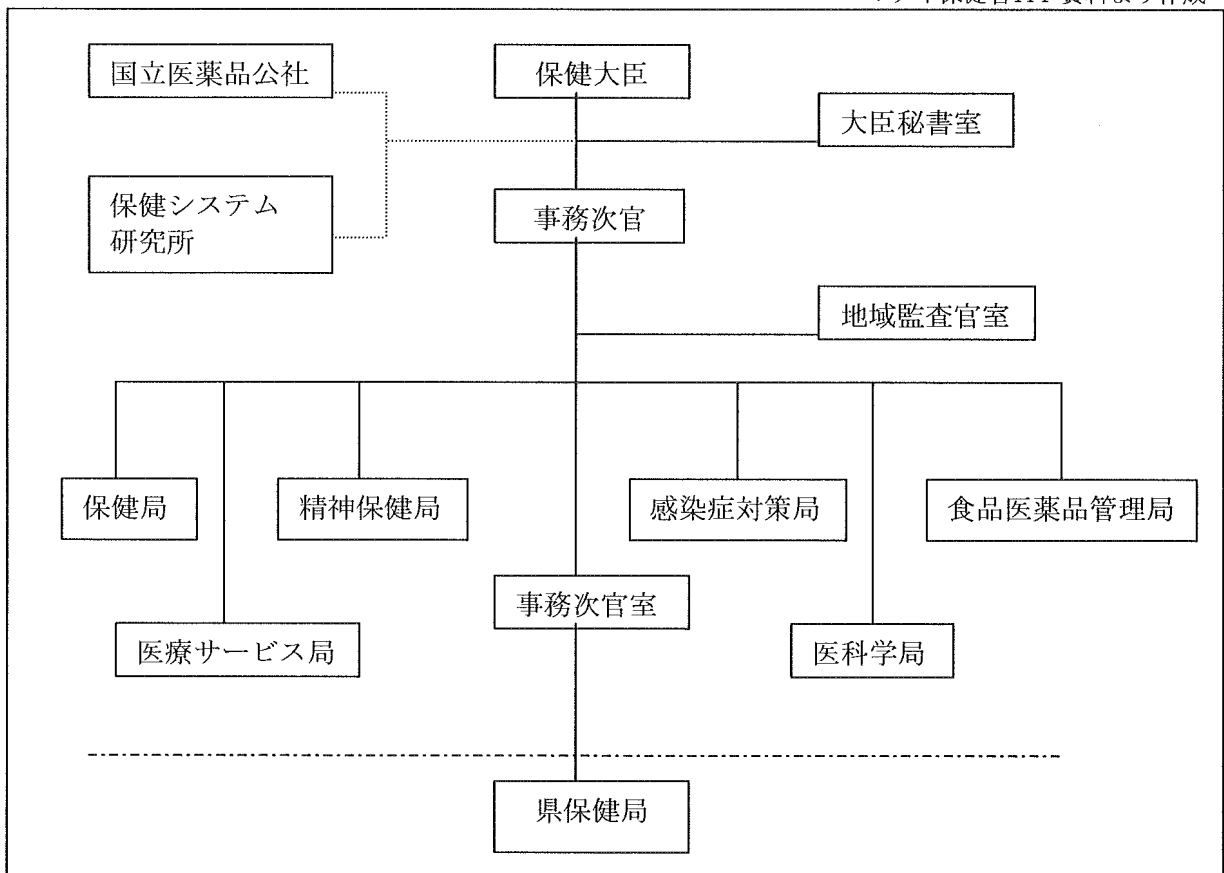 国立医薬品公社
保健大臣
大臣秘書室
保健システム
研究所
事務次官
地域監査官室
保健局
精神保健局
感染症対策局
食品医薬品管理局
事務次官室
医療サービス局
医科学局
県保健局